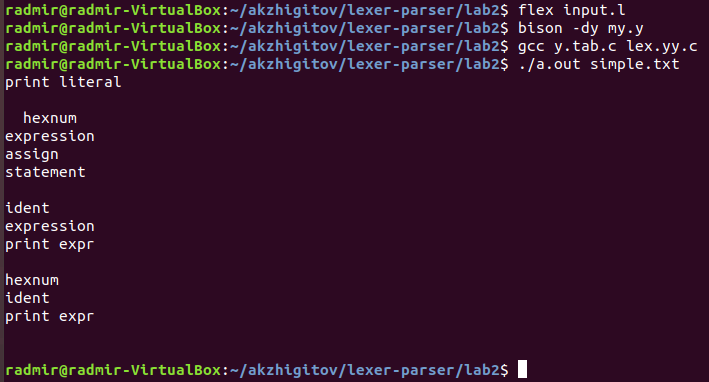 radmir@radmir-VirtualBox:~/akzhigitov/lexer-parser/lab2$ flex input.l
radmir@radmir-VirtualBox:~/akzhigitov/lexer-parser/lab2$ bison -dy my.y
radmir@radmir-VirtualBox:~/akzhigitov/lexer-parser/lab2$ gcc y.tab.c lex.yy.c
radmir@radmir-VirtualBox:~/akzhigitov/lexer-parser/lab2$ ./a.out simple.txt
print literal
hexnum
expression
assign
statement
ident
expression
print expr
hexnum
ident
print expr
radmir@radmir-VirtualBox:~/akzhigitov/lexer-parser/lab2$